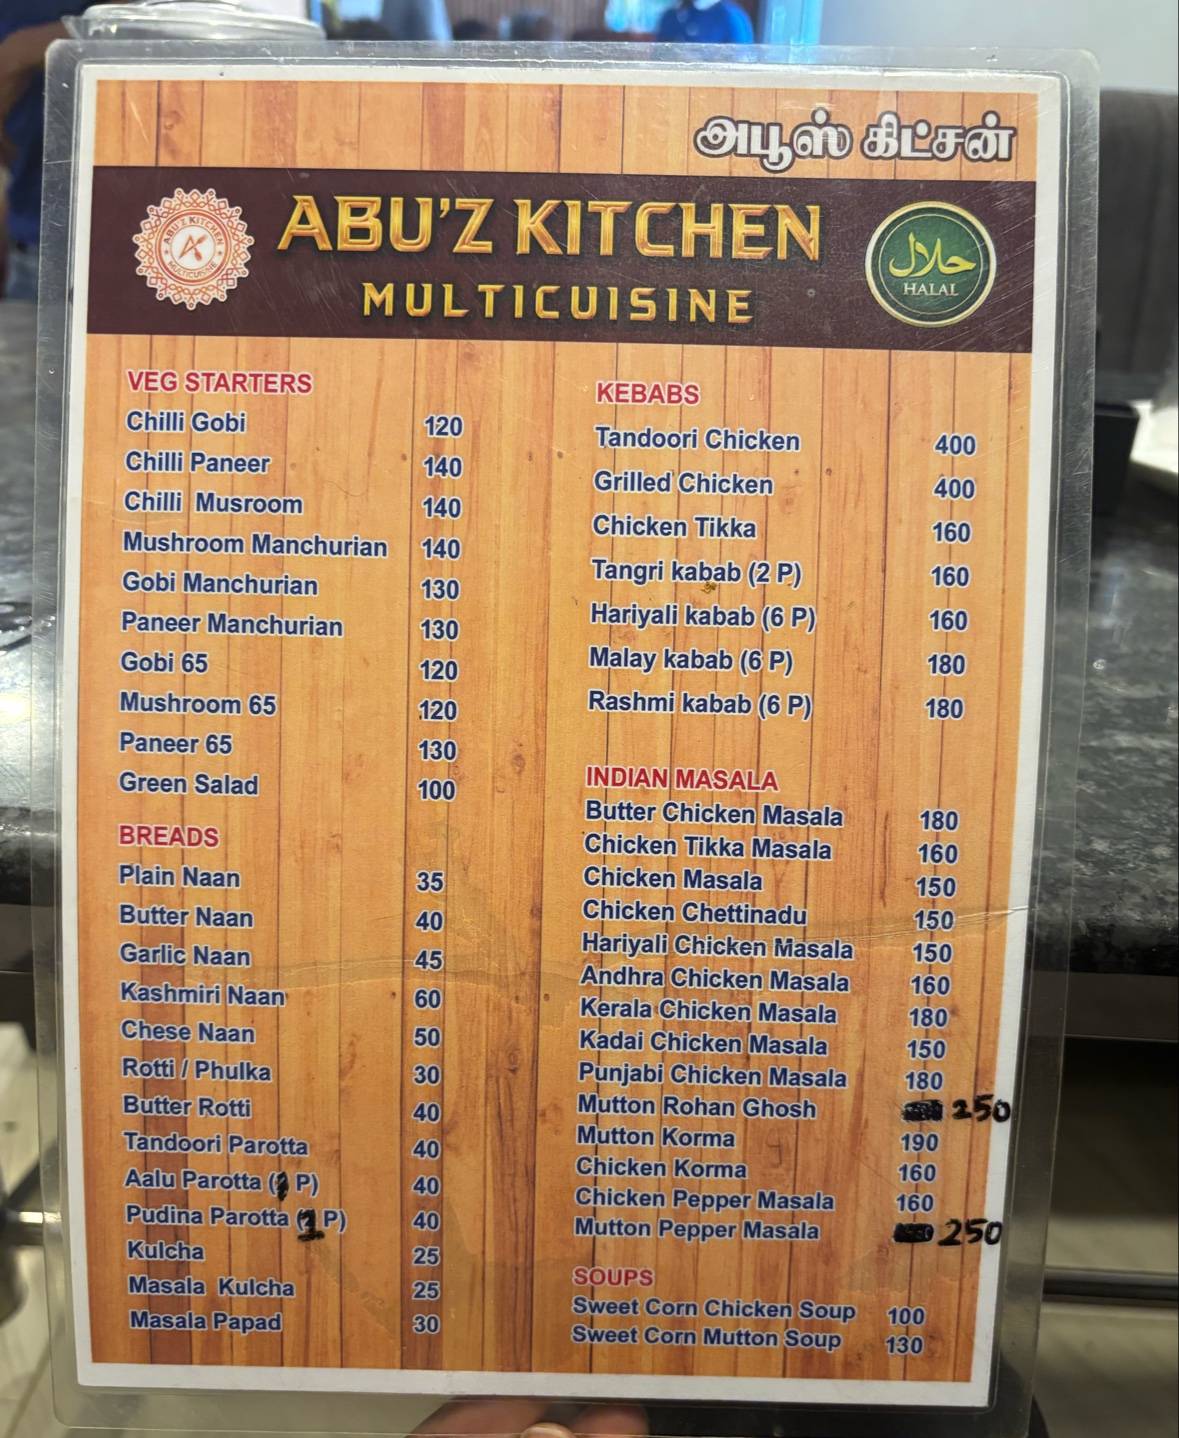 அபூஸ் கிட்சன்
ABU'Z KITCHEN
MULTICUISINE
ABU'Z KITCHEN
MULTICUISINE
حلال
HALAL
VEG STARTERS
Chilli Gobi 120
Chilli Paneer 140
Chilli Musroom 140
Mushroom Manchurian 140
Gobi Manchurian 130
Paneer Manchurian 130
Gobi 65 120
Mushroom 65 120
Paneer 65 130
Green Salad 100
BREADS
Plain Naan 35
Butter Naan 40
Garlic Naan 45
Kashmiri Naan 60
Chese Naan 50
Rotti / Phulka 30
Butter Rotti 40
Tandoori Parotta 40
Aalu Parotta (1 P) 40
Pudina Parotta (1 P) 40
Kulcha 25
Masala Kulcha 25
Masala Papad 30
KEBABS
Tandoori Chicken 400
Grilled Chicken 400
Chicken Tikka 160
Tangri kabab (2 P) 160
Hariyali kabab (6 P) 160
Malay kabab (6 P) 180
Rashmi kabab (6 P) 180
INDIAN MASALA
Butter Chicken Masala 180
Chicken Tikka Masala 160
Chicken Masala 150
Chicken Chettinadu 150
Hariyali Chicken Masala 150
Andhra Chicken Masala 160
Kerala Chicken Masala 180
Kadai Chicken Masala 150
Punjabi Chicken Masala 180
Mutton Rohan Ghosh 250
Mutton Korma 190
Chicken Korma 160
Chicken Pepper Masala 160
Mutton Pepper Masala 250
SOUPS
Sweet Corn Chicken Soup 100
Sweet Corn Mutton Soup 130